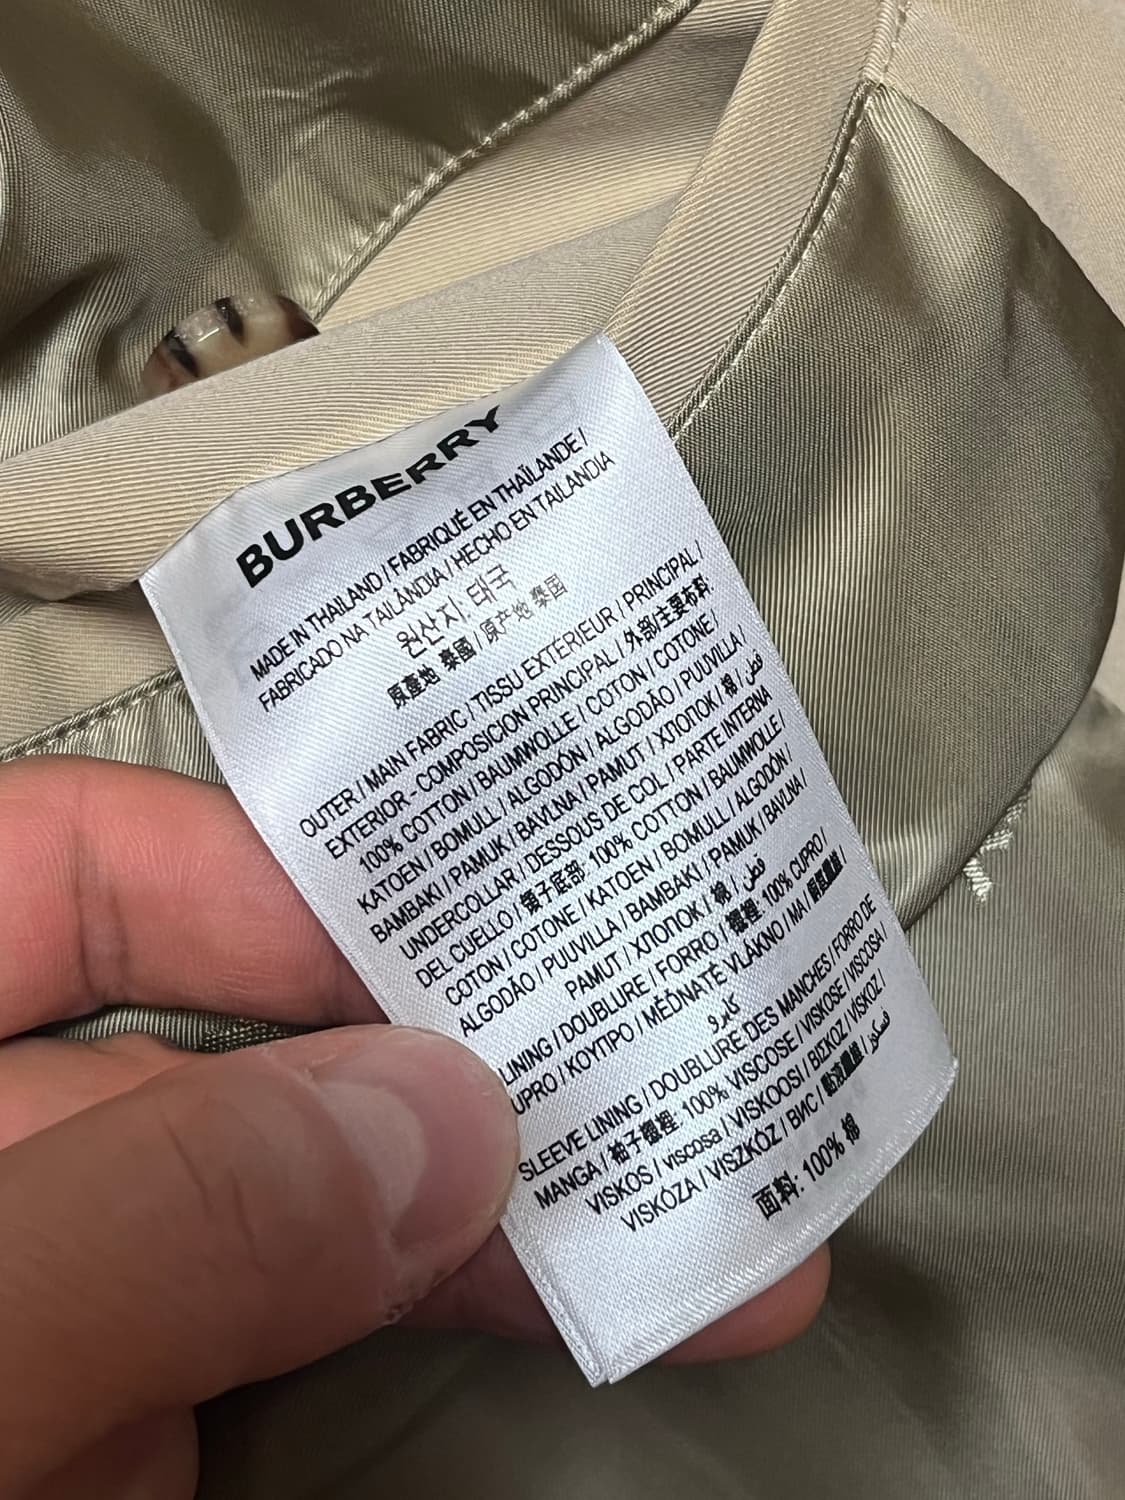 BURBERRY
MADE IN THAILAND / FABRIQUÉ EN THAÏLANDE /
FABRICADO NA TAILÂNDIA / HECHO EN TAILANDIA
원산지: 태국
原產地 泰國 / 原产地 泰国
OUTER / MAIN FABRIC / TISSU EXTÉRIEUR / PRINCIPAL /
EXTERIOR - COMPOSICION PRINCIPAL / 外部/主要布料:
100% COTTON / BAUMWOLLE / COTON / COTONE /
KATOEN / BOMULL / ALGODÓN / ALGODÃO / PUUVILLA /
BAMBAKI / PAMUK / BAVLNA / PAMUT / ХЛОПОК / 棉 / قطن /
UNDERCOLLAR / DESSOUS DE COL / PARTE INTERNA
DEL CUELLO / 領子底部: 100% COTTON / BAUMWOLLE /
COTON / COTONE / KATOEN / BOMULL / ALGODÓN /
ALGODÃO / PUUVILLA / BAMBAKI / PAMUK / BAVLNA /
PAMUT / ХЛОПОК / 棉 / قطن /
LINING / DOUBLURE / FORRO / 裡: 100% CUPRO /
UPRO / ΚΟΥΠΡΟ / MĚĎNATÉ VLÁKNO / МА / 銅氨纖維 /
كابرو
SLEEVE LINING / DOUBLURE DES MANCHES / FORRO DE
MANGA / 袖子裡: 100% VISCOSE / VISKOSE / VISCOSA /
VISKOS / viscosa / VISKOOSI / ΒΙΣΚΟΖ / VISKOZ /
VISKÓZA / VISZKÓZ / ВИС / 黏液纖維 / فسكوز
面料: 100% 棉